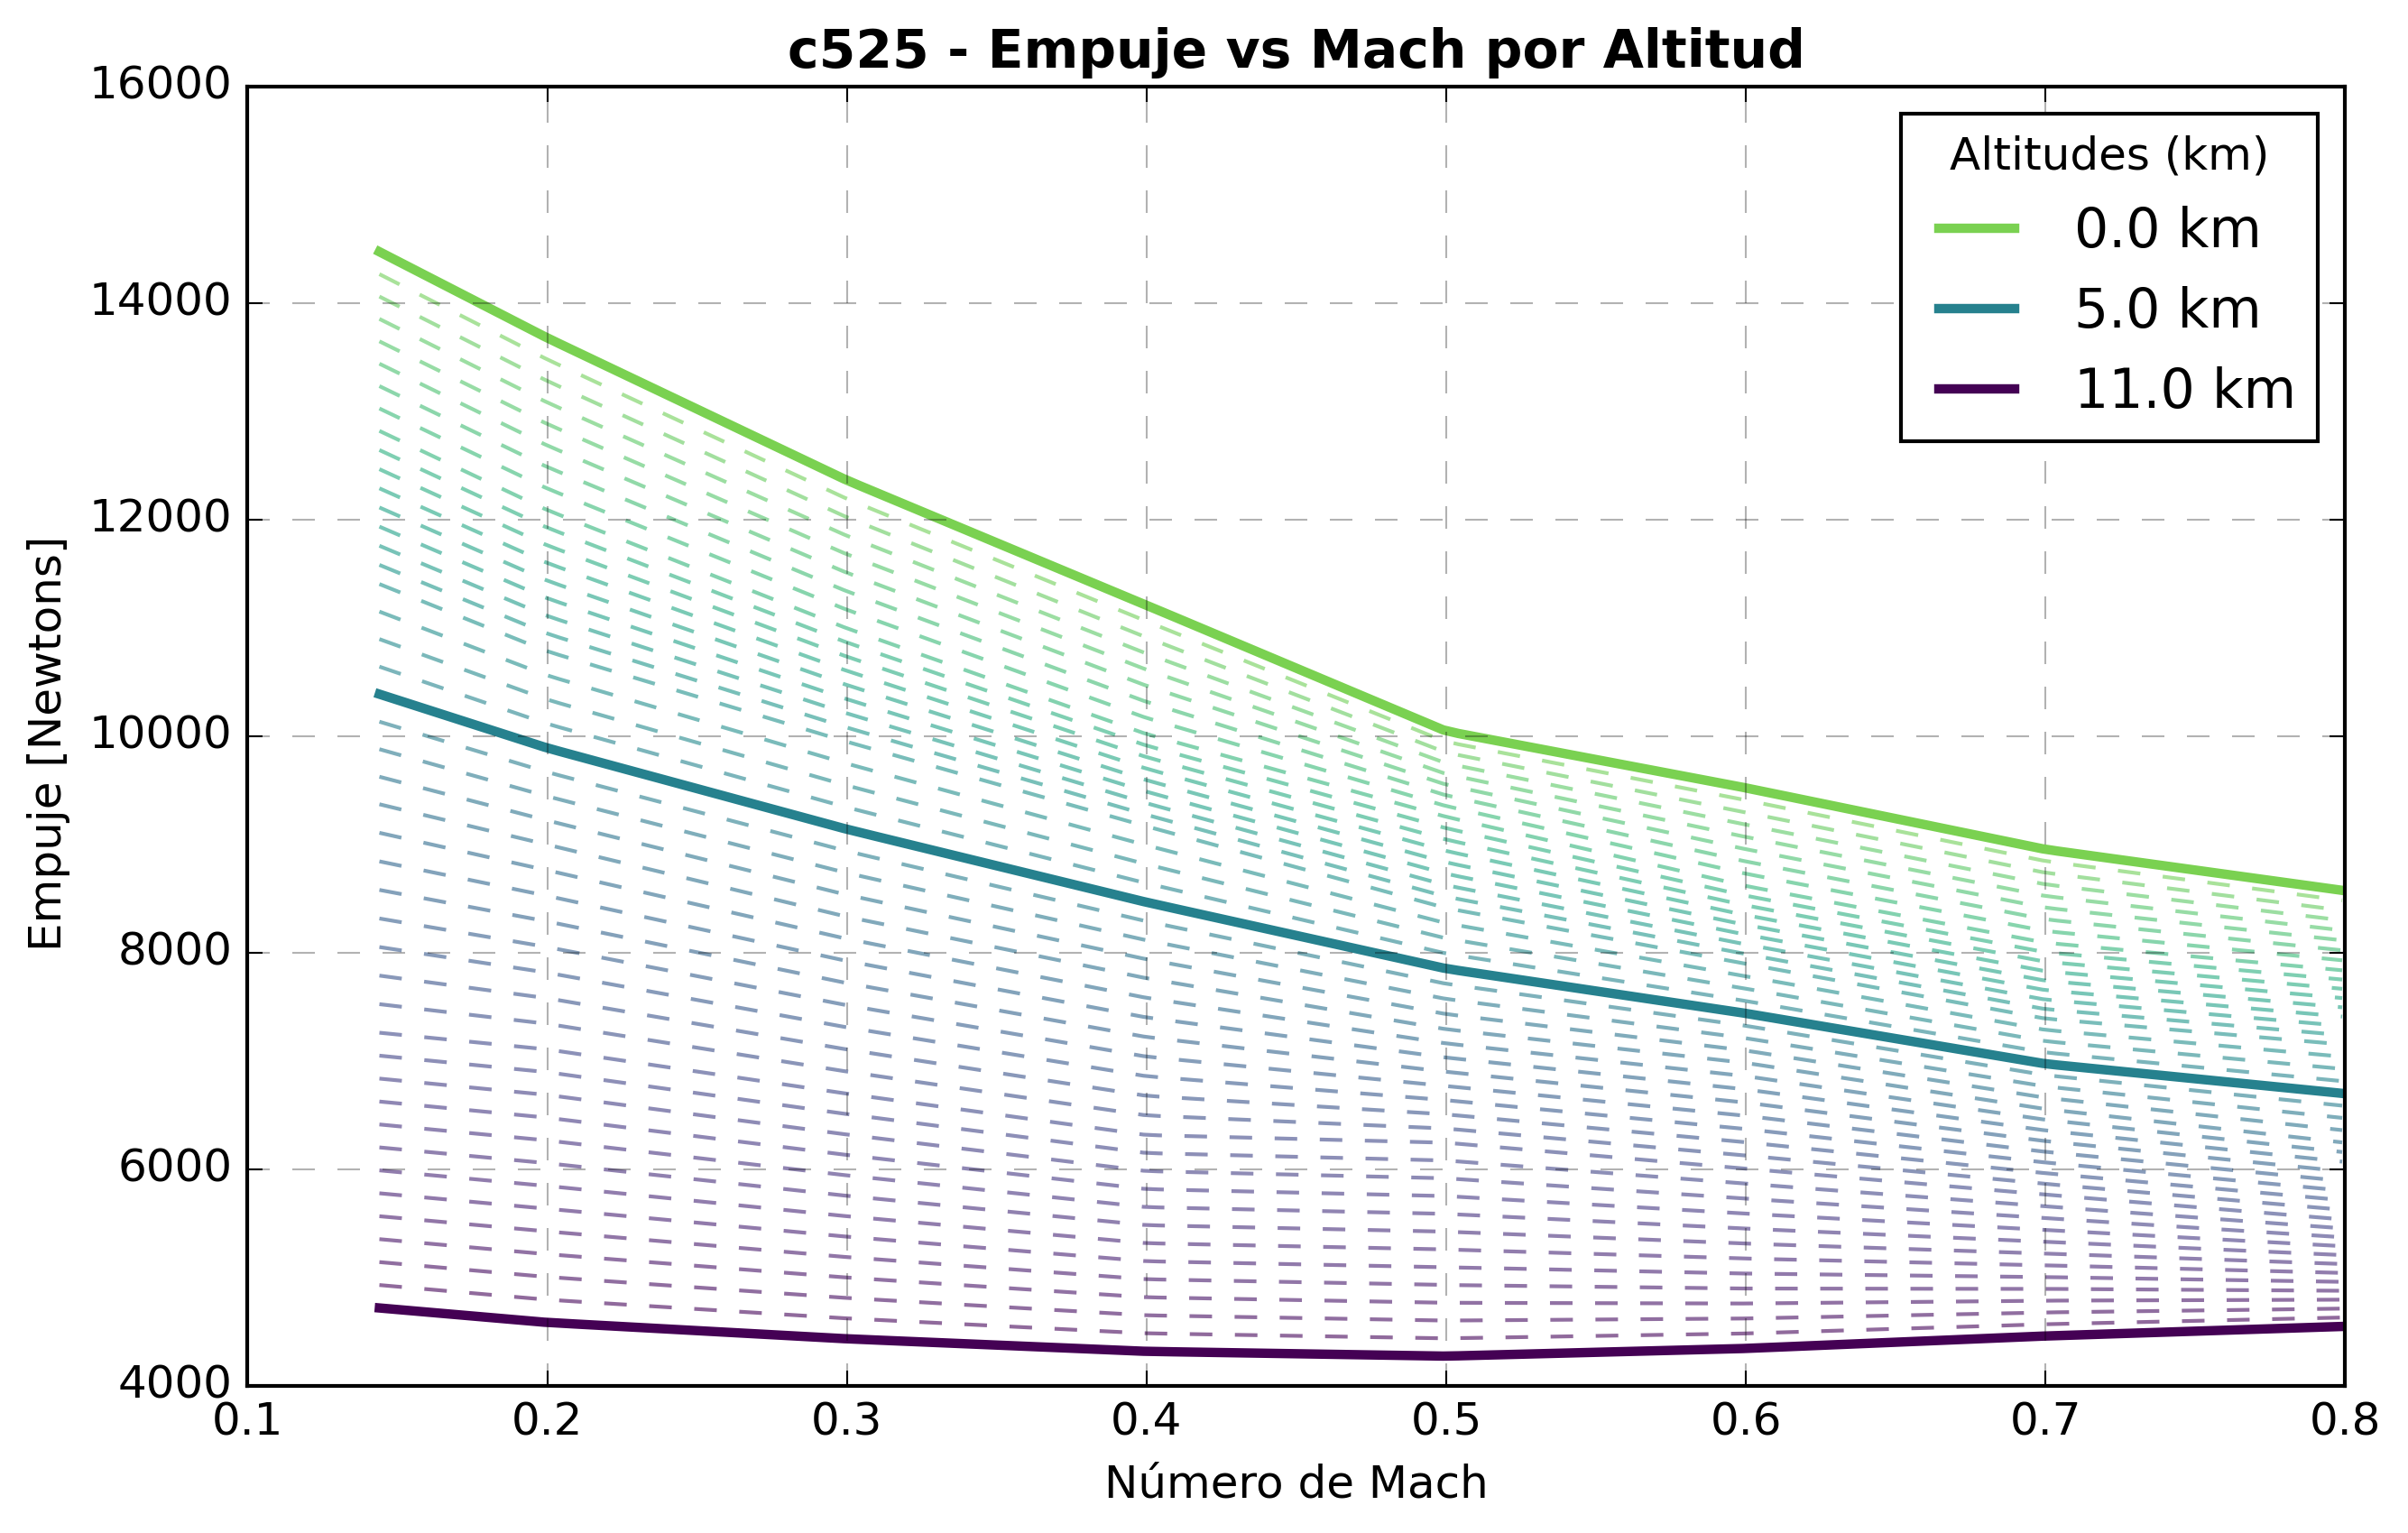 c525 - Empuje vs Mach por Altitud
16000
14000
12000
10000
8000
6000
4000
Empuje [Newtons]
Altitudes (km)
0.0 km
5.0 km
11.0 km
0.1 0.2 0.3 0.4 0.5 0.6 0.7 0.8
Número de Mach